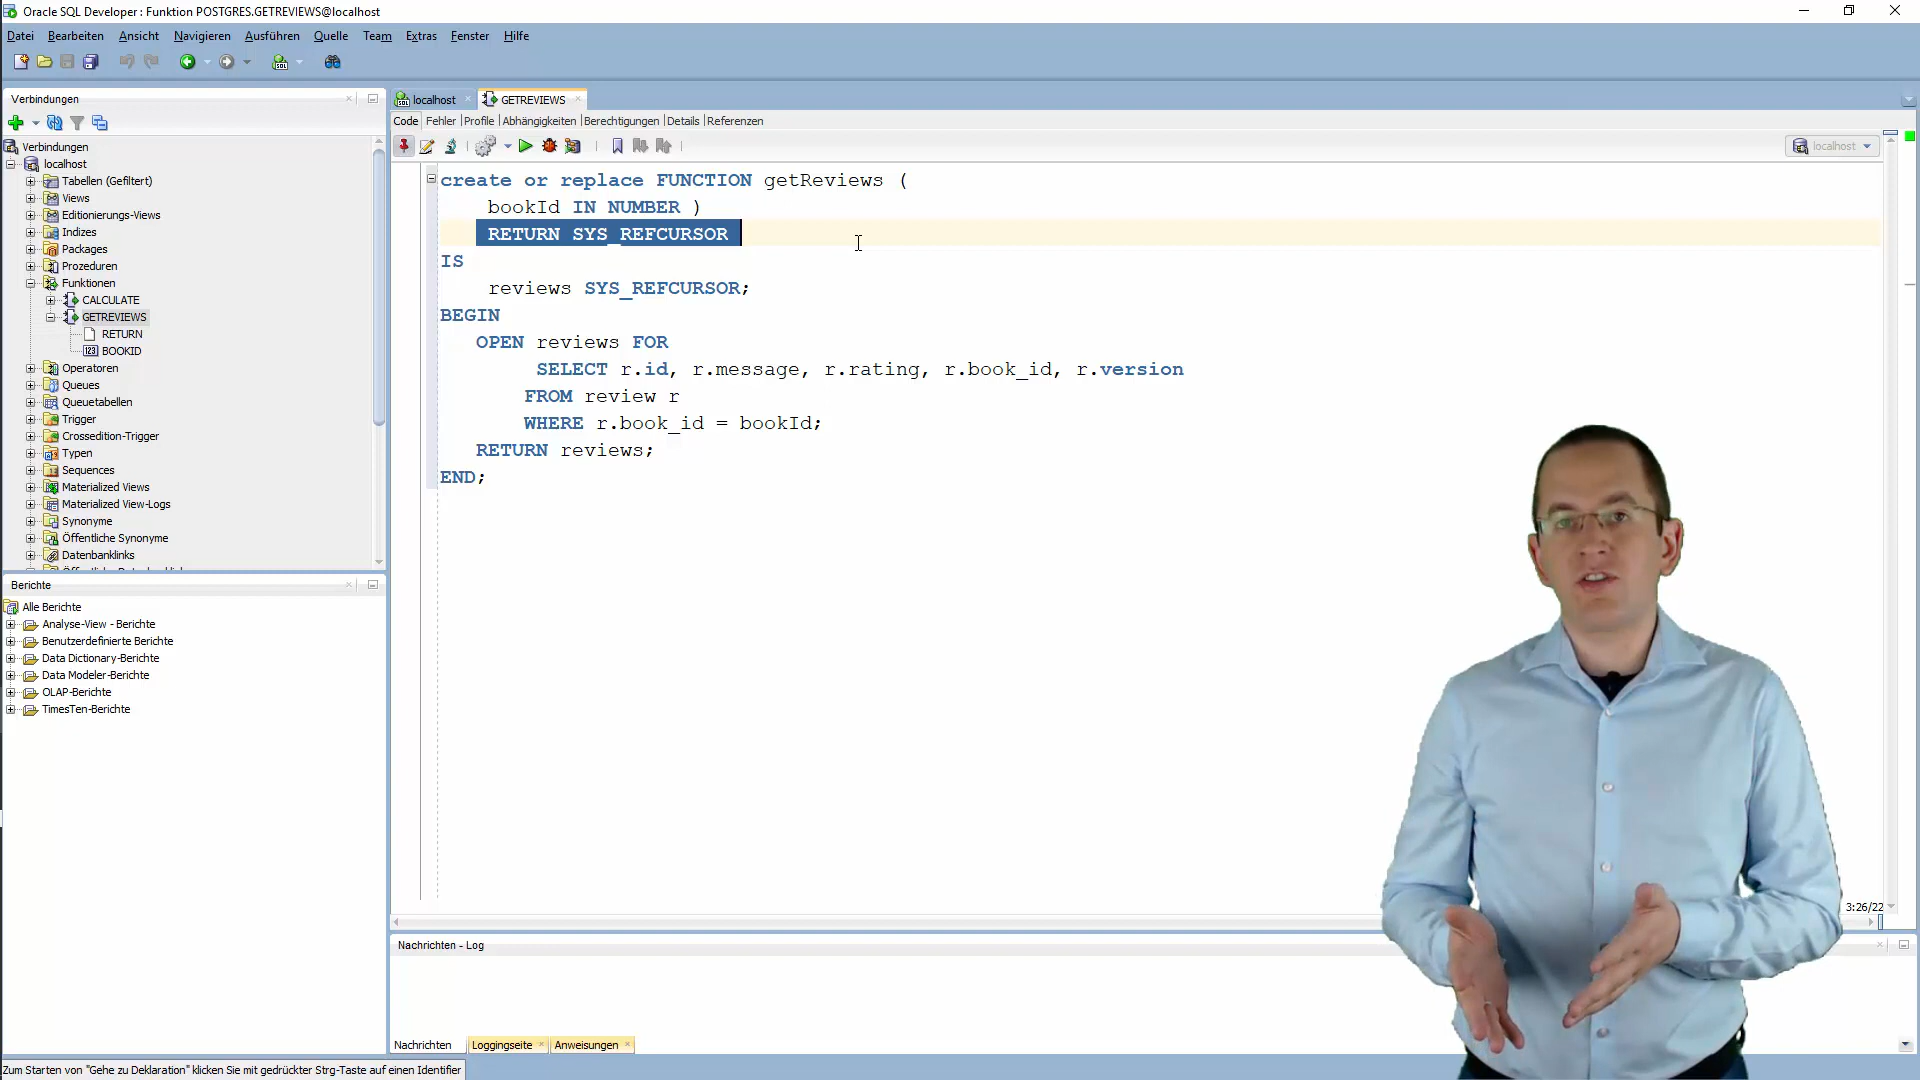 Oracle SQL Developer : Funktion POSTGRES.GETREVIEWS@localhost
Datei Bearbeiten Ansicht Navigieren Ausführen Quelle Team Extras Fenster Hilfe
Verbindungen
Verbindungen
localhost
Tabellen (Gefiltert)
Views
Editionierungs-Views
Indizes
Packages
Prozeduren
Funktionen
CALCULATE
GETREVIEWS
RETURN
BOOKID
Operatoren
Queues
Queuetabellen
Trigger
Crossedition-Trigger
Typen
Sequences
Materialized Views
Materialized View-Logs
Synonyme
Öffentliche Synonyme
Datenbanklinks
Berichte
Alle Berichte
Analyse-View - Berichte
Benutzerdefinierte Berichte
Data Dictionary-Berichte
Data Modeler-Berichte
OLAP-Berichte
TimesTen-Berichte
localhost GETREVIEWS
Code Fehler Profile Abhängigkeiten Berechtigungen Details Referenzen
localhost
create or replace FUNCTION getReviews (
bookId IN NUMBER )
RETURN SYS_REFCURSOR
IS
reviews SYS_REFCURSOR;
BEGIN
OPEN reviews FOR
SELECT r.id, r.message, r.rating, r.book_id, r.version
FROM review r
WHERE r.book_id = bookId;
RETURN reviews;
END;
3:26/22
Nachrichten - Log
Nachrichten Loggingseite Anweisungen
Zum Starten von "Gehe zu Deklaration" klicken Sie mit gedrückter Strg-Taste auf einen Identifier